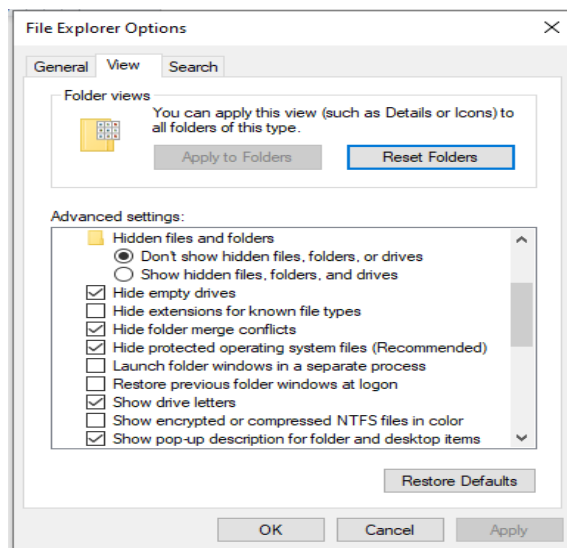 File Explorer Options
General View Search
Folder views
You can apply this view (such as Details or Icons) to
all folders of this type.
Apply to Folders Reset Folders
Advanced settings:
Hidden files and folders
Don't show hidden files, folders, or drives
Show hidden files, folders, and drives
Hide empty drives
Hide extensions for known file types
Hide folder merge conflicts
Hide protected operating system files (Recommended)
Launch folder windows in a separate process
Restore previous folder windows at logon
Show drive letters
Show encrypted or compressed NTFS files in color
Show pop-up description for folder and desktop items
Restore Defaults
OK Cancel Apply